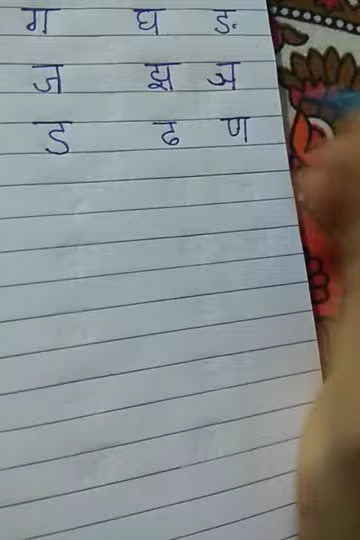 ग घ ङ
ज झ ञ
ड ढ ण